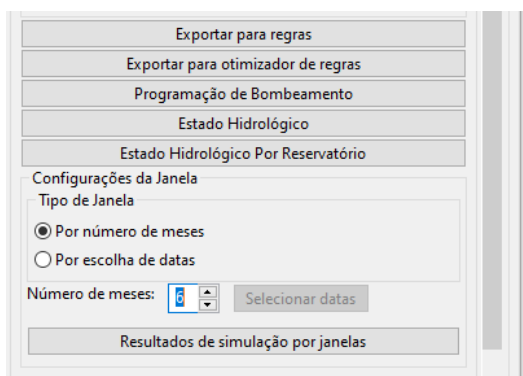 Exportar para regras
Exportar para otimizador de regras
Programação de Bombeamento
Estado Hidrológico
Estado Hidrológico Por Reservatório
Configurações da Janela
Tipo de Janela
Por número de meses
Por escolha de datas
Número de meses: 6 Selecionar datas
Resultados de simulação por janelas